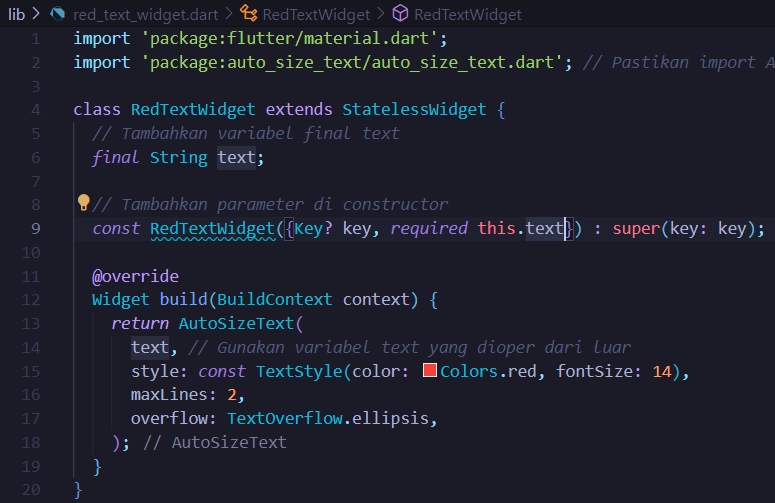 lib > red_text_widget.dart > RedTextWidget > RedTextWidget
1 import 'package:flutter/material.dart';
2 import 'package:auto_size_text/auto_size_text.dart'; // Pastikan import A
3
4 class RedTextWidget extends StatelessWidget {
5 // Tambahkan variabel final text
6 final String text;
7
8 // Tambahkan parameter di constructor
9 const RedTextWidget({Key? key, required this.text}) : super(key: key);
10
11 @override
12 Widget build(BuildContext context) {
13 return AutoSizeText(
14 text, // Gunakan variabel text yang dioper dari luar
15 style: const TextStyle(color: Colors.red, fontSize: 14),
16 maxLines: 2,
17 overflow: TextOverflow.ellipsis,
18 ); // AutoSizeText
19 }
20 }